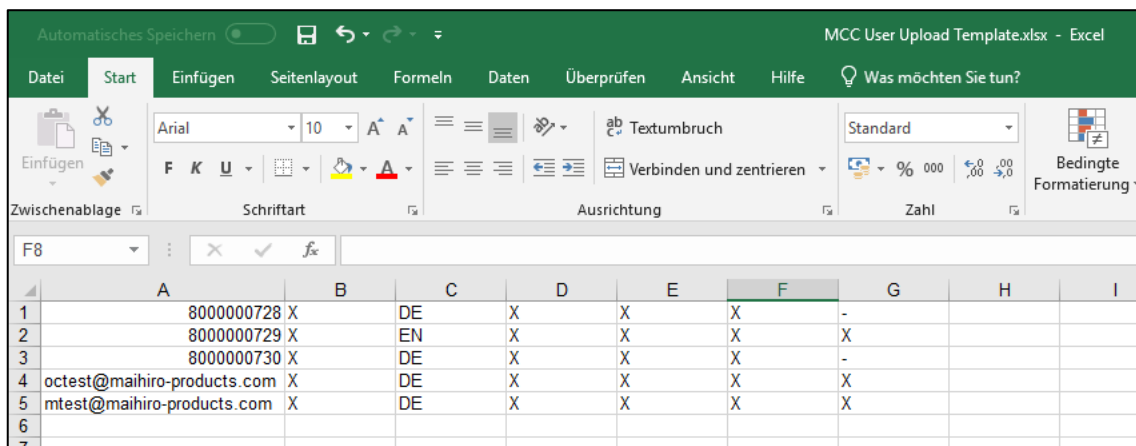 Automatisches Speichern MCC User Upload Template.xlsx - Excel
Datei Start Einfügen Seitenlayout Formeln Daten Überprüfen Ansicht Hilfe Was möchten Sie tun?
Einfügen Arial 10 A A ab Textumbruch Standard Bedingte Formatierung
F K U A Verbinden und zentrieren % 000 ,00 ,0
Zwischenablage Schriftart Ausrichtung Zahl
F8 fx
A B C D E F G H I
1 8000000728 X DE X X X -
2 8000000729 X EN X X X X
3 8000000730 X DE X X X -
4 octest@maihiro-products.com X DE X X X X
5 mtest@maihiro-products.com X DE X X X X
6